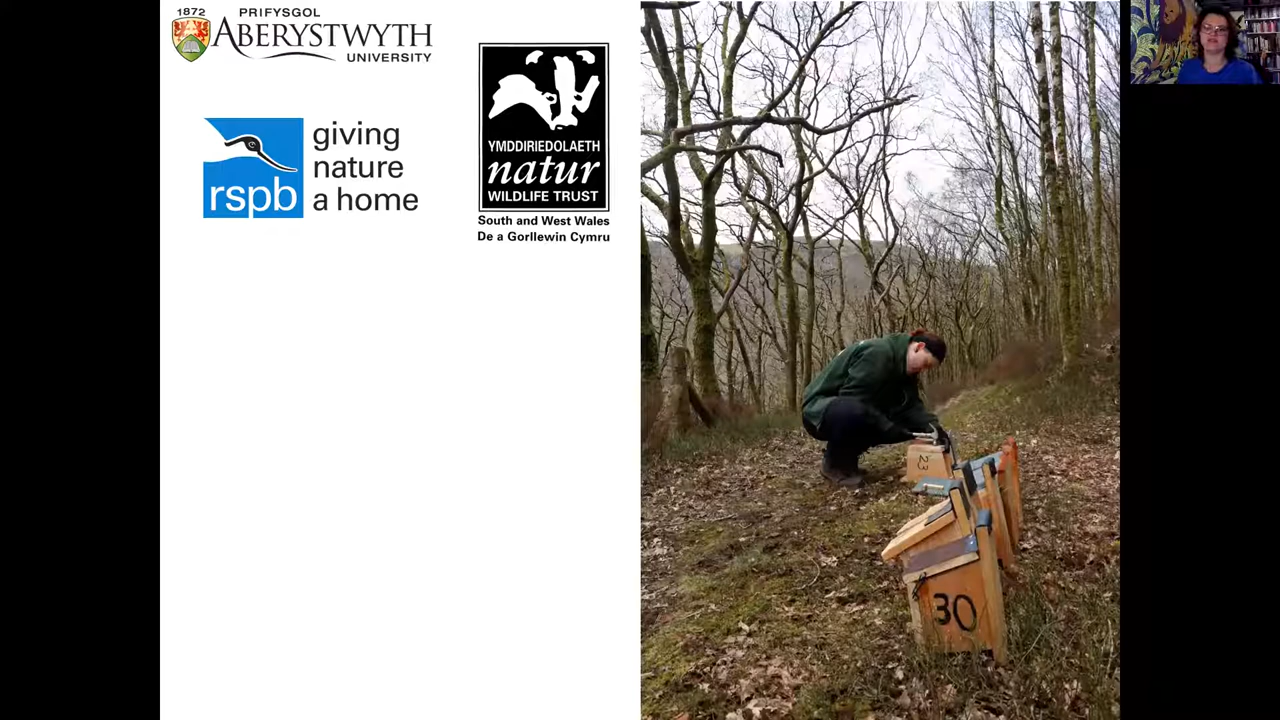 1872
PRIFYSGOL
ABERYSTWYTH
UNIVERSITY
rspb
giving
nature
a home
YMDDIRIEDOLAETH
natur
WILDLIFE TRUST
South and West Wales
De a Gorllewin Cymru
23
30